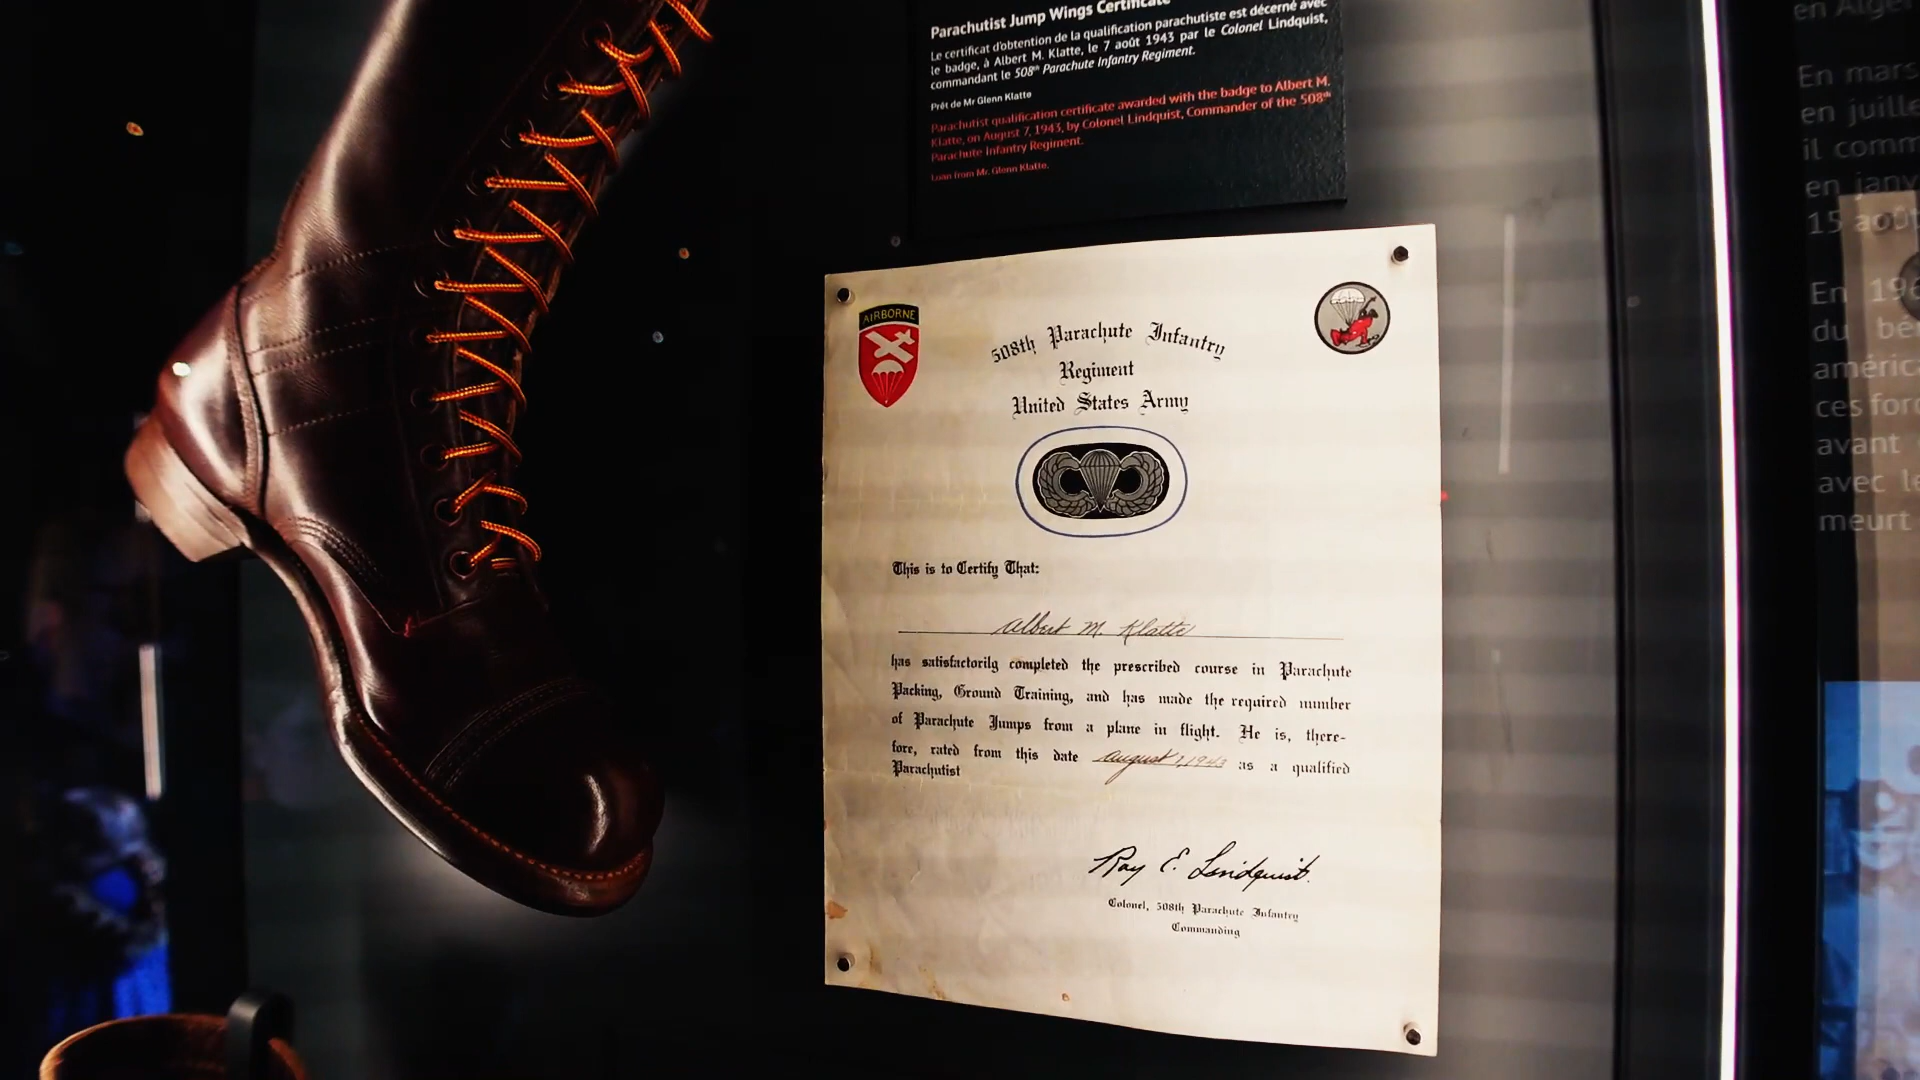 Parachutist Jump Wings Certificate
Le certificat d'obtention de la qualification parachutiste est décerné avec
le badge, à Albert M. Klatte, le 7 août 1943 par le Colonel Lindquist,
commandant le 508th Parachute Infantry Regiment.
Prêt de Mr Glenn Klatte
Parachutist qualification certificate awarded with the badge to Albert M.
Klatte, on August 7, 1943, by Colonel Lindquist, Commander of the 508th
Parachute Infantry Regiment.
Loan from Mr. Glenn Klatte.
AIRBORNE
508th Parachute Infantry
Regiment
United States Army
This is to Certify That:
Albert M. Klatte
has satisfactorily completed the prescribed course in Parachute
Packing, Ground Training, and has made the required number
of Parachute Jumps from a plane in flight. He is, there-
fore, rated from this date August 7, 1943 as a qualified
Parachutist
Roy E. Lindquist.
Colonel, 508th Parachute Infantry
Commanding
en Alger
En mars
en juille
il comm
en janv
15 août
En 196
du bé
améric
ces forc
avant
avec le
meurt